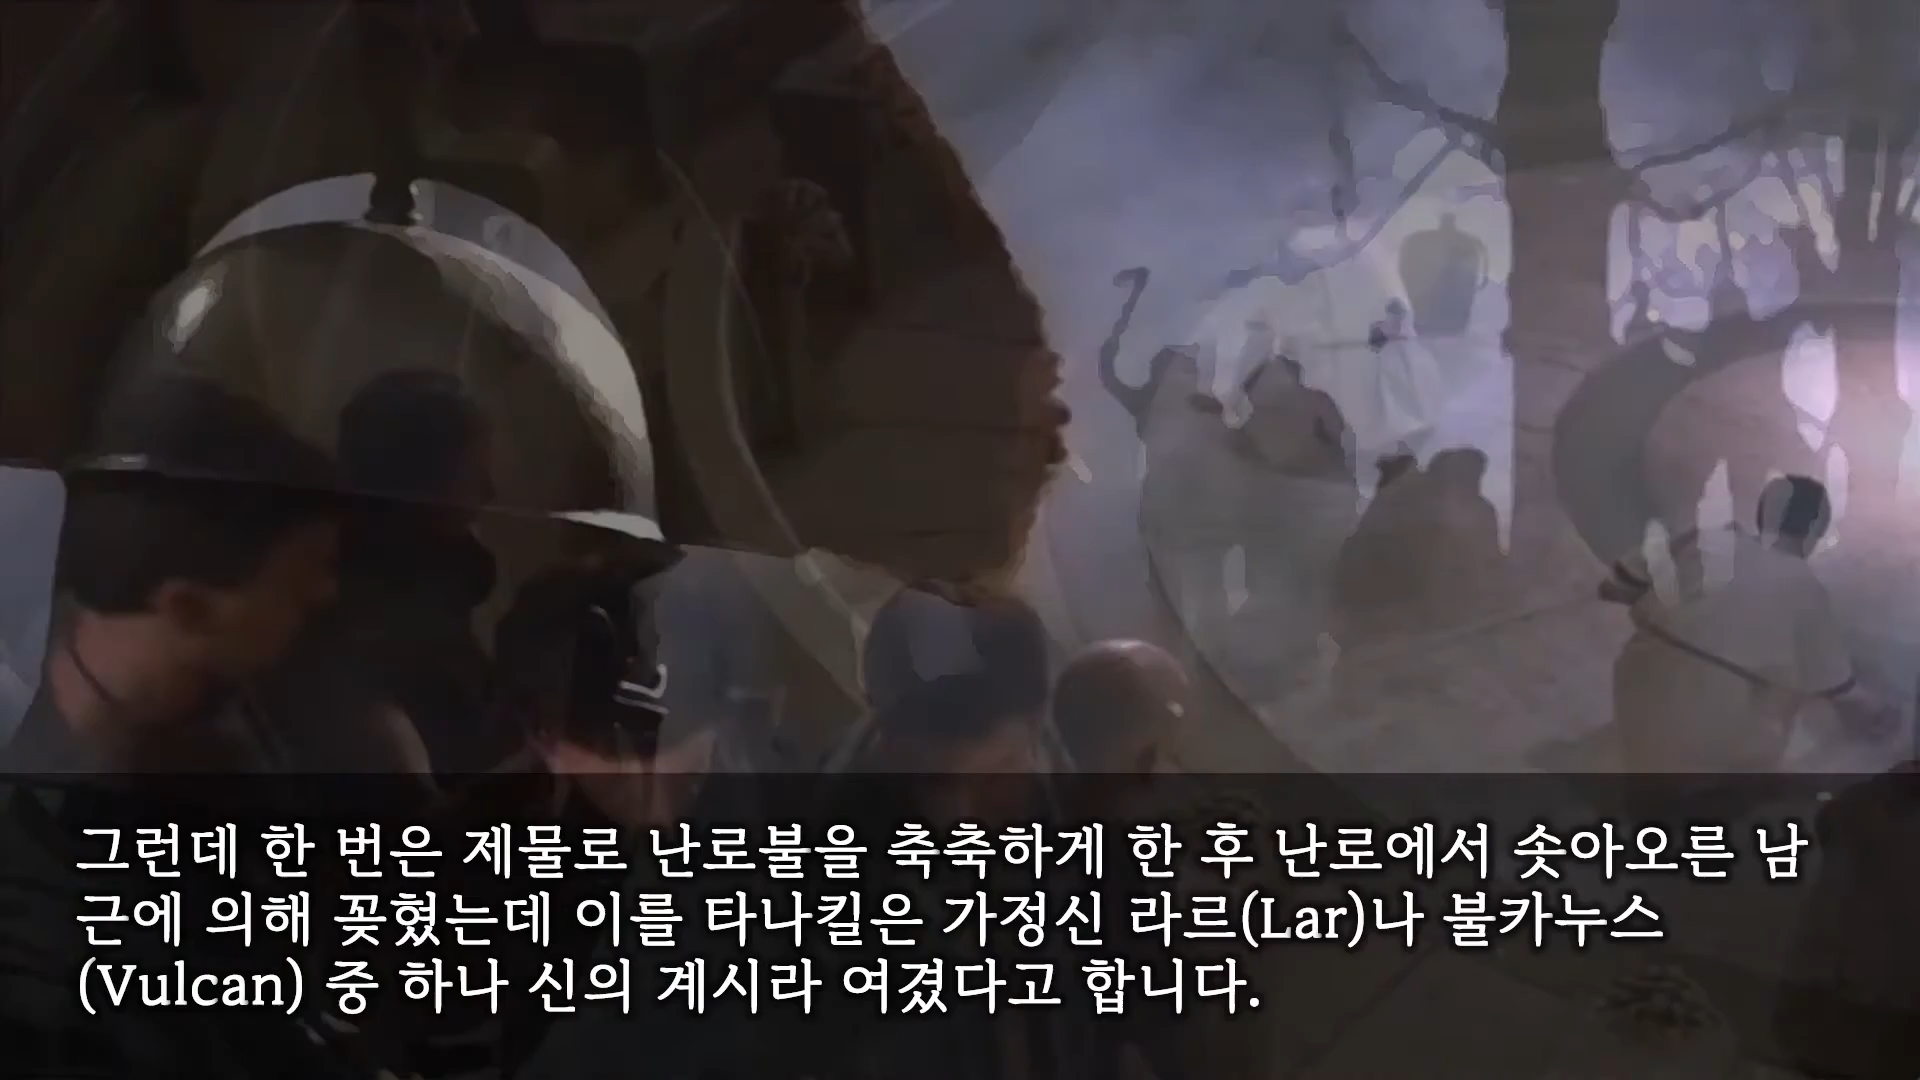 그런데 한 번은 제물로 난로불을 축축하게 한 후 난로에서 솟아오른 남
근에 의해 꽂혔는데 이를 타나킬은 가정신 라르(Lar)나 불카누스
(Vulcan) 중 하나 신의 계시라 여겼다고 합니다.